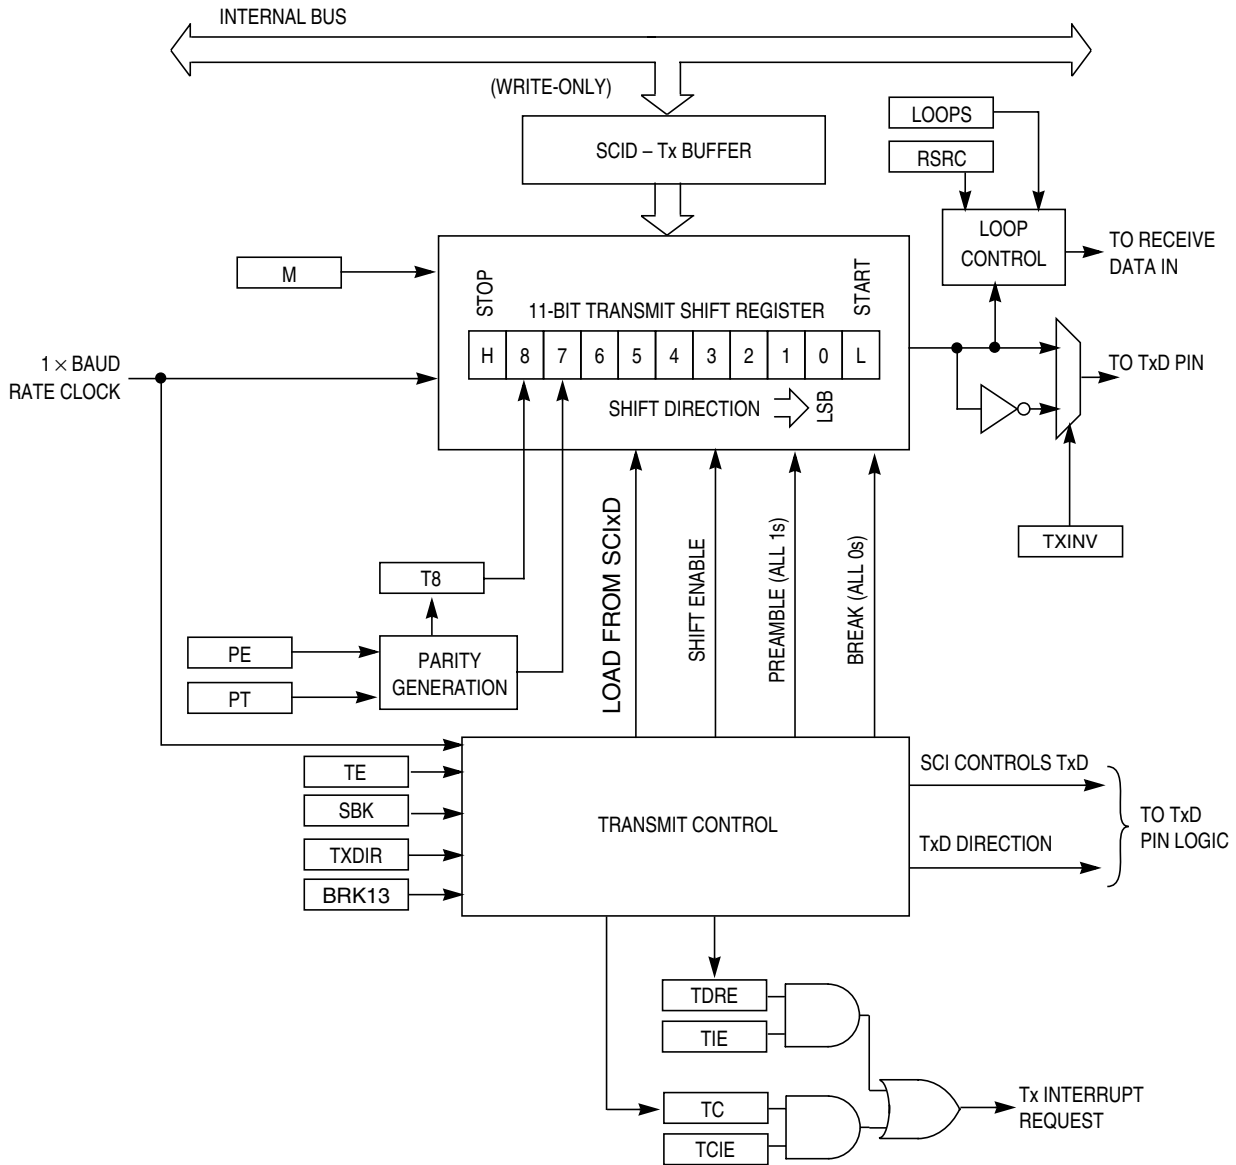 INTERNAL BUS
(WRITE-ONLY)
SCID – Tx BUFFER
LOOPS
RSRC
LOOP
CONTROL
TO RECEIVE
DATA IN
M
STOP
11-BIT TRANSMIT SHIFT REGISTER
START
H 8 7 6 5 4 3 2 1 0 L
SHIFT DIRECTION
LSB
1 × BAUD
RATE CLOCK
TO TxD PIN
TXINV
T8
PE
PT
PARITY
GENERATION
LOAD FROM SCIxD
SHIFT ENABLE
PREAMBLE (ALL 1s)
BREAK (ALL 0s)
TE
SBK
TXDIR
BRK13
TRANSMIT CONTROL
SCI CONTROLS TxD
TxD DIRECTION
TO TxD
PIN LOGIC
TDRE
TIE
TC
TCIE
Tx INTERRUPT
REQUEST